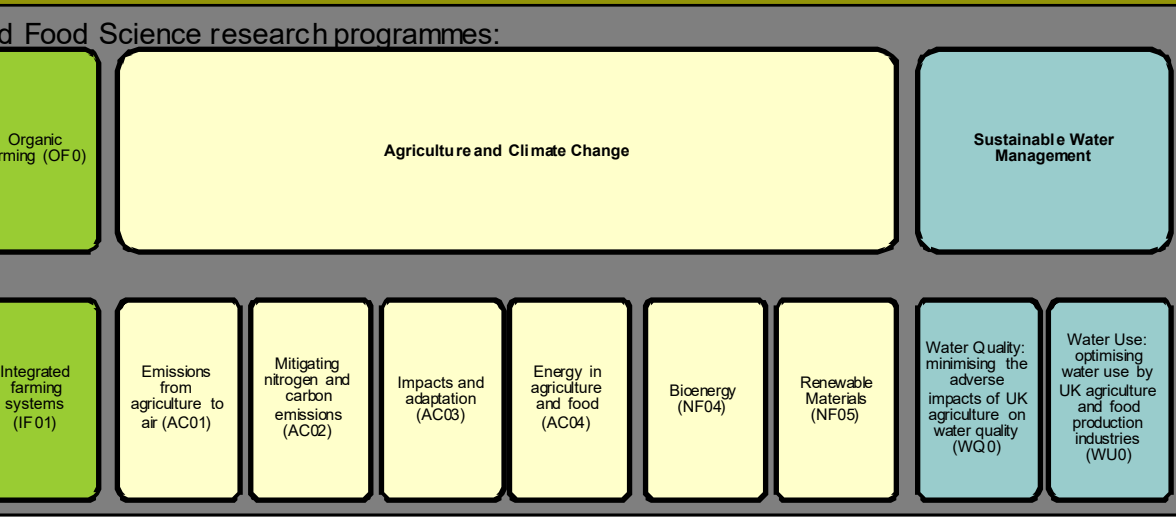 d Food Science research programmes:
Organic
rming (OF0)
Agriculture and Climate Change
Sustainable Water
Management
Integrated
farming
systems
(IF01)
Emissions
from
agriculture to
air (AC01)
Mitigating
nitrogen and
carbon
emissions
(AC02)
Impacts and
adaptation
(AC03)
Energy in
agriculture
and food
(AC04)
Bioenergy
(NF04)
Renewable
Materials
(NF05)
Water Quality:
minimising the
adverse
impacts of UK
agriculture on
water quality
(WQ0)
Water Use:
optimising
water use by
UK agriculture
and food
production
industries
(WU0)